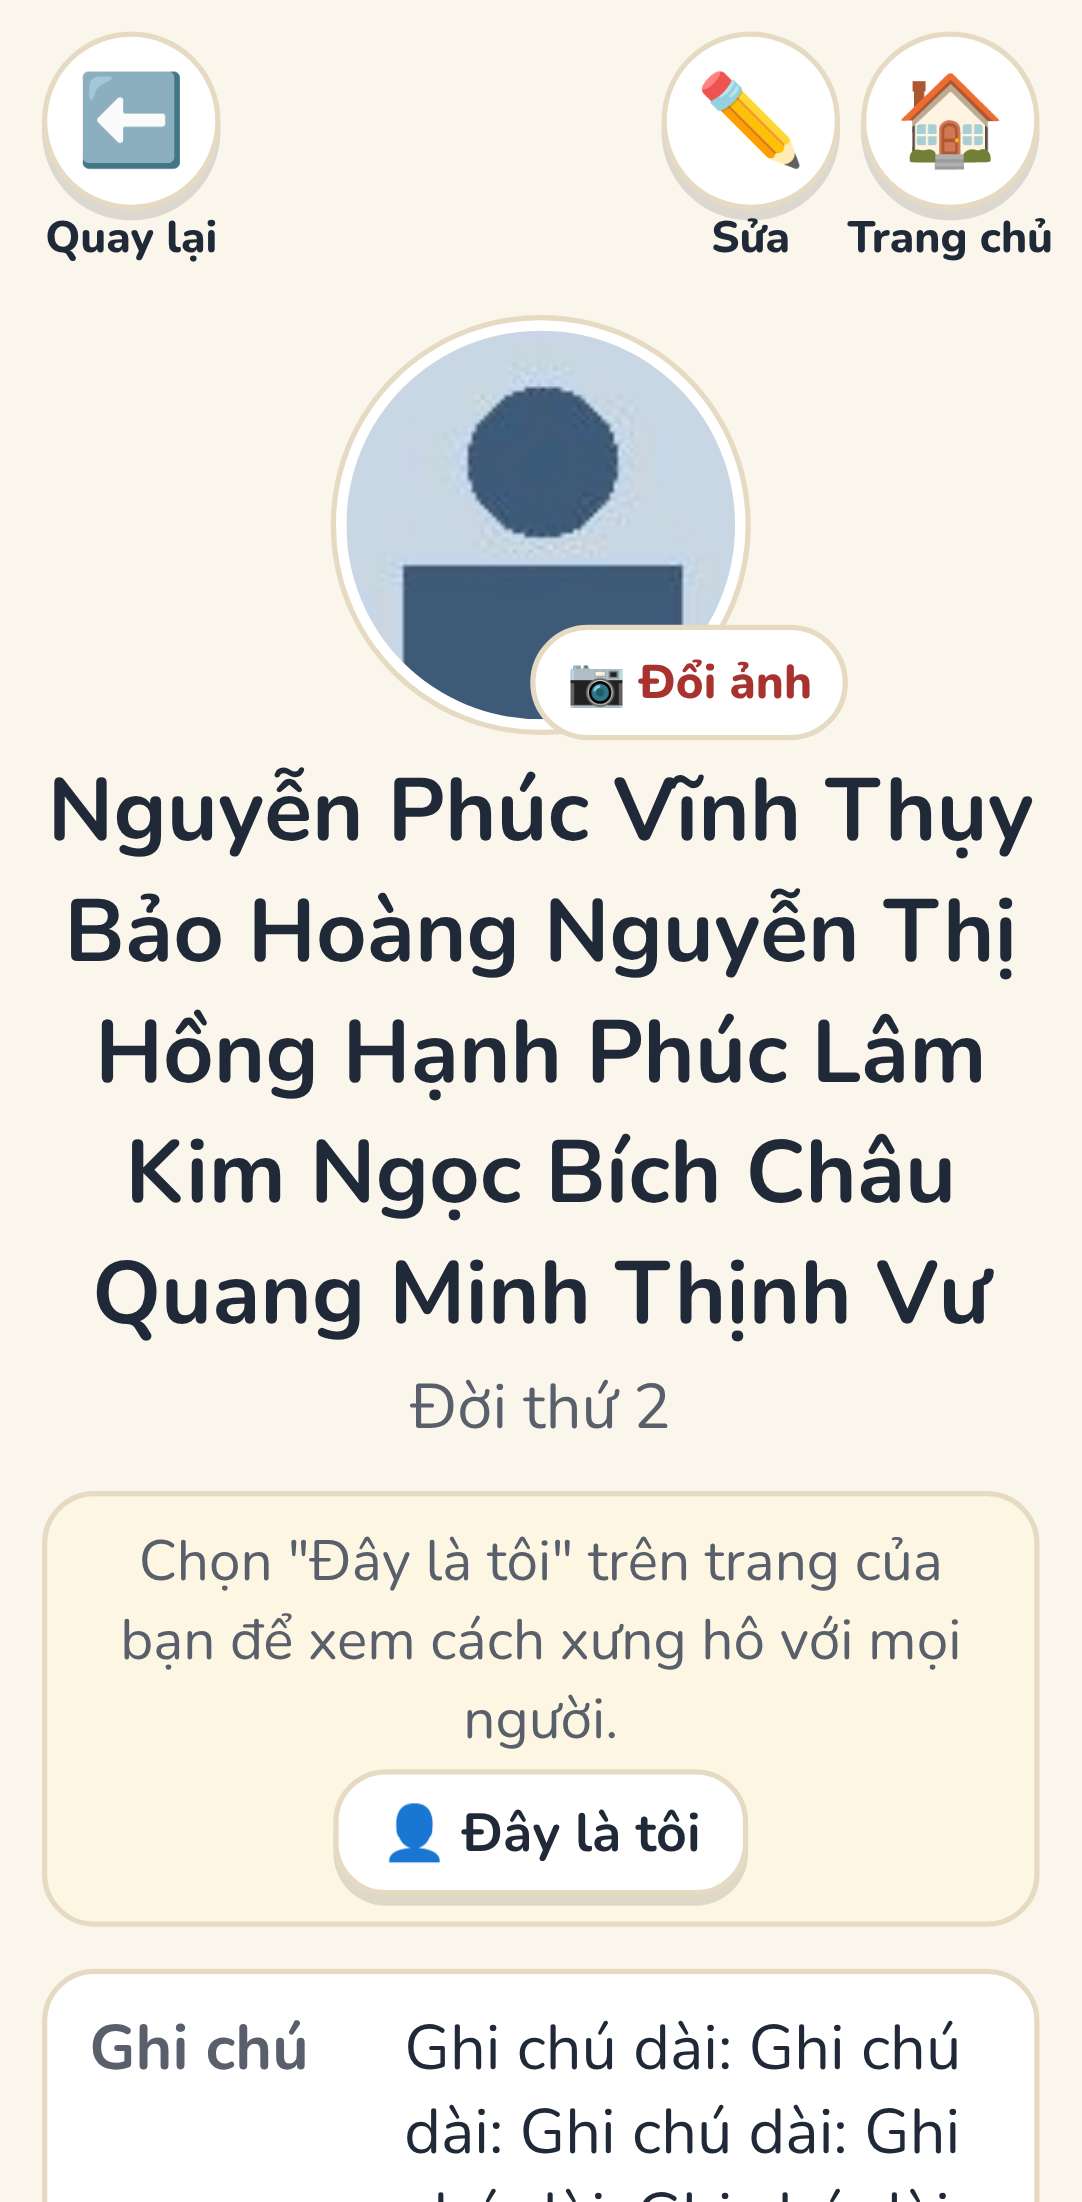 Quay lại
Sửa
Trang chủ
Đổi ảnh
Nguyễn Phúc Vĩnh Thụy
Bảo Hoàng Nguyễn Thị
Hồng Hạnh Phúc Lâm
Kim Ngọc Bích Châu
Quang Minh Thịnh Vư
Đời thứ 2
Chọn "Đây là tôi" trên trang của
bạn để xem cách xưng hô với mọi
người.
Đây là tôi
Ghi chú
Ghi chú dài: Ghi chú
dài: Ghi chú dài: Ghi